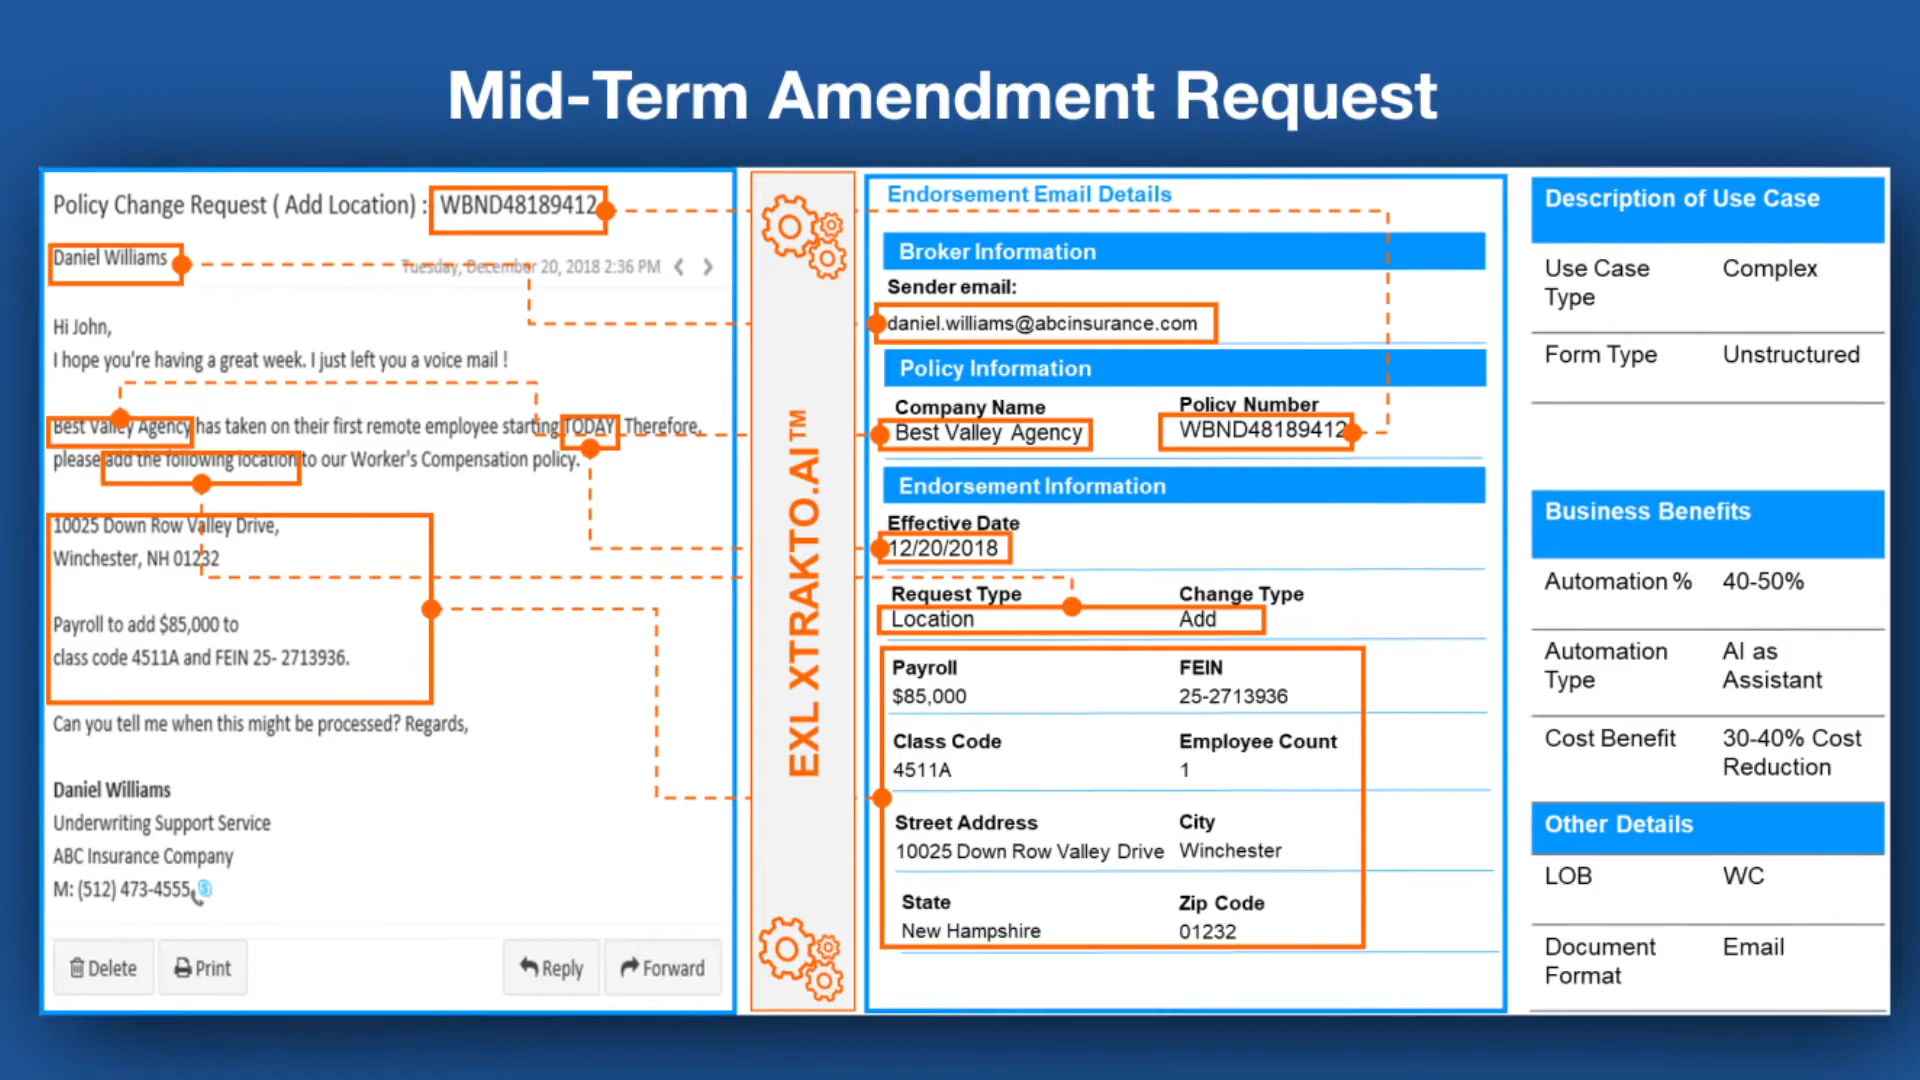 Mid-Term Amendment Request
Policy Change Request ( Add Location) : WBND48189412
Daniel Williams
Tuesday, December 20, 2018 2:36 PM
Hi John,
I hope you're having a great week. I just left you a voice mail !
Best Valley Agency has taken on their first remote employee starting TODAY. Therefore,
please add the following location to our Worker's Compensation policy.
10025 Down Row Valley Drive,
Winchester, NH 01232
Payroll to add $85,000 to
class code 4511A and FEIN 25- 2713936.
Can you tell me when this might be processed? Regards,
Daniel Williams
Underwriting Support Service
ABC Insurance Company
M: (512) 473-4555
Delete Print Reply Forward
EXL XTRAKTO.AI™
Endorsement Email Details
Broker Information
Sender email:
daniel.williams@abcinsurance.com
Policy Information
Company Name Policy Number
Best Valley Agency WBND48189412
Endorsement Information
Effective Date
12/20/2018
Request Type Change Type
Location Add
Payroll FEIN
$85,000 25-2713936
Class Code Employee Count
4511A 1
Street Address City
10025 Down Row Valley Drive Winchester
State Zip Code
New Hampshire 01232
Description of Use Case
Use Case Complex
Type
Form Type Unstructured
Business Benefits
Automation % 40-50%
Automation AI as
Type Assistant
Cost Benefit 30-40% Cost
Reduction
Other Details
LOB WC
Document Email
Format